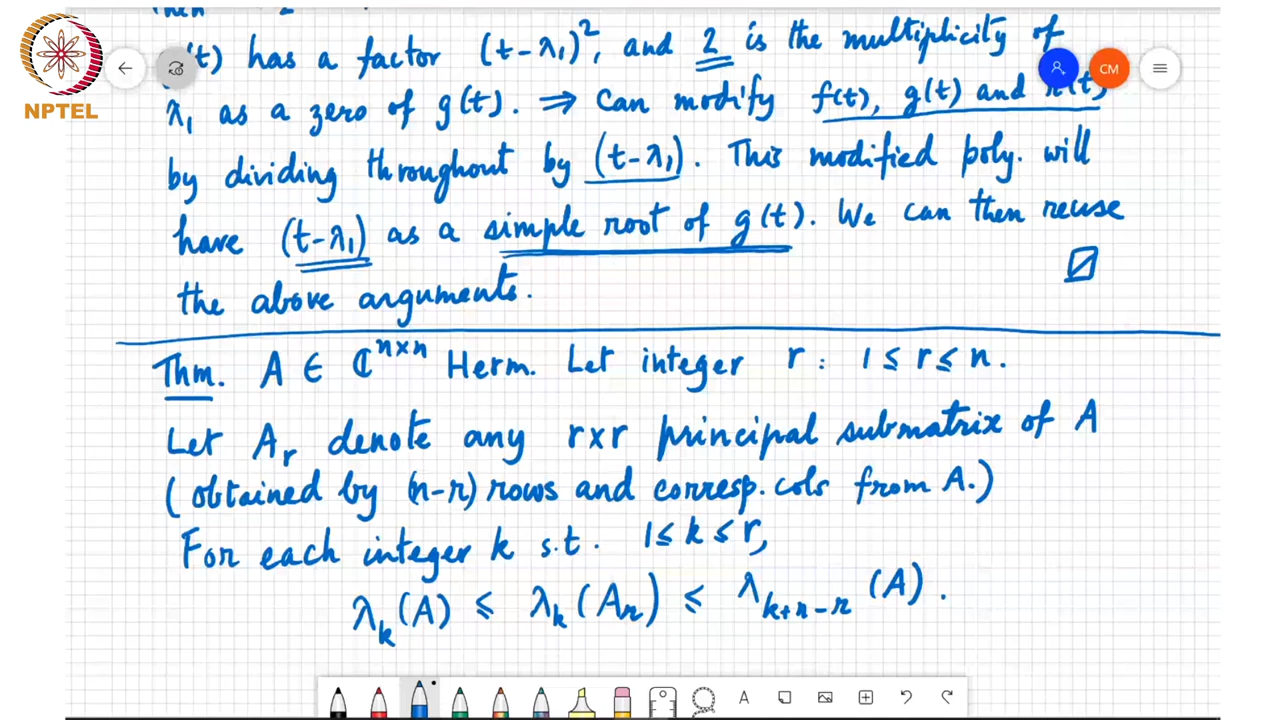 Then
(t) has a factor (t-λ₁)², and 2 is the multiplicity of
λ₁ as a zero of g(t). ⇒ Can modify f(t), g(t) and r(t)
by dividing throughout by (t-λ₁). This modified poly. will
have (t-λ₁) as a simple root of g(t). We can then reuse
the above arguments.
Thm. A ∈ ℂⁿˣⁿ Herm. Let integer r : 1 ≤ r ≤ n.
Let Aᵣ denote any r×r principal submatrix of A
(obtained by (n-r) rows and corresp. cols from A.)
For each integer k s.t. 1 ≤ k ≤ r,
λ_k (A) ≤ λ_k (A_r) ≤ λ_{k+n-r} (A).
NPTEL
CM
A